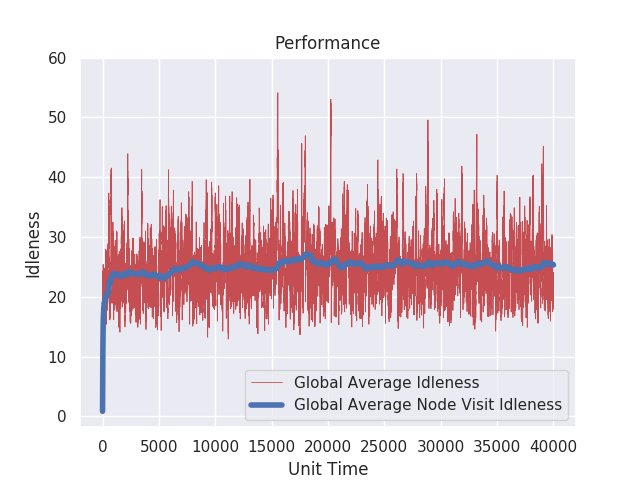 Performance
60
50
40
30
20
10
0
Idleness
Global Average Idleness
Global Average Node Visit Idleness
0 5000 10000 15000 20000 25000 30000 35000 40000
Unit Time